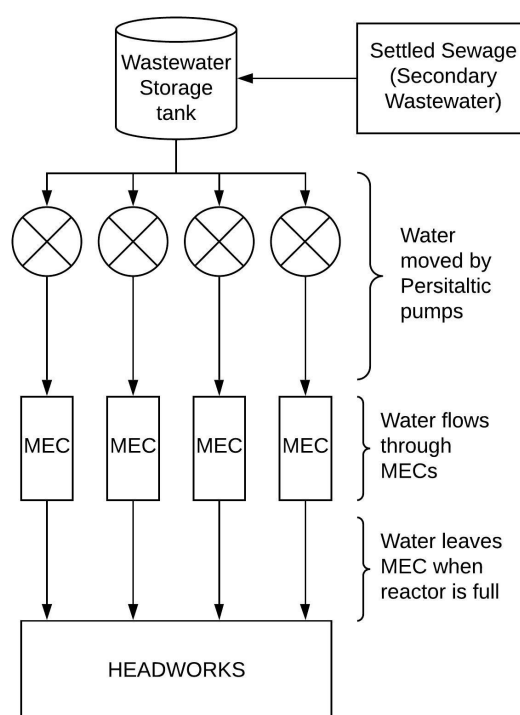 Wastewater
Storage
tank
Settled Sewage
(Secondary
Wastewater)
Water
moved by
Persitaltic
pumps
MEC
MEC
MEC
MEC
Water flows
through
MECs
Water leaves
MEC when
reactor is full
HEADWORKS